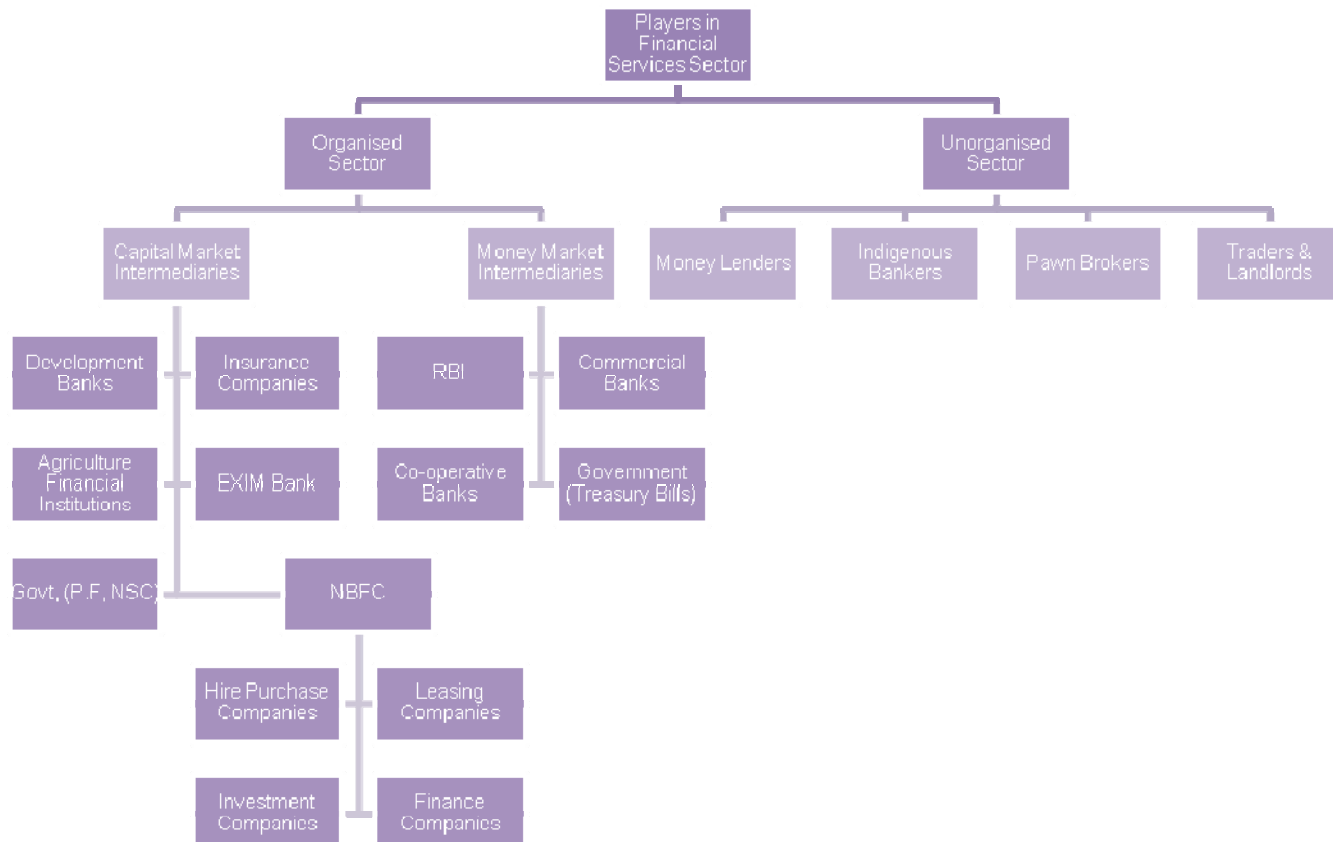 Players in
Financial
Services Sector
Organised
Sector
Unorganised
Sector
Capital Market
Intermediaries
Money Market
Intermediaries
Money Lenders
Indigenous
Bankers
Pawn Brokers
Traders &
Landlords
Development
Banks
Insurance
Companies
RBI
Commercial
Banks
Agriculture
Financial
Institutions
EXIM Bank
Co-operative
Banks
Government
(Treasury Bills)
Govt, (P.F, NSC)
NBFC
Hire Purchase
Companies
Leasing
Companies
Investment
Companies
Finance
Companies